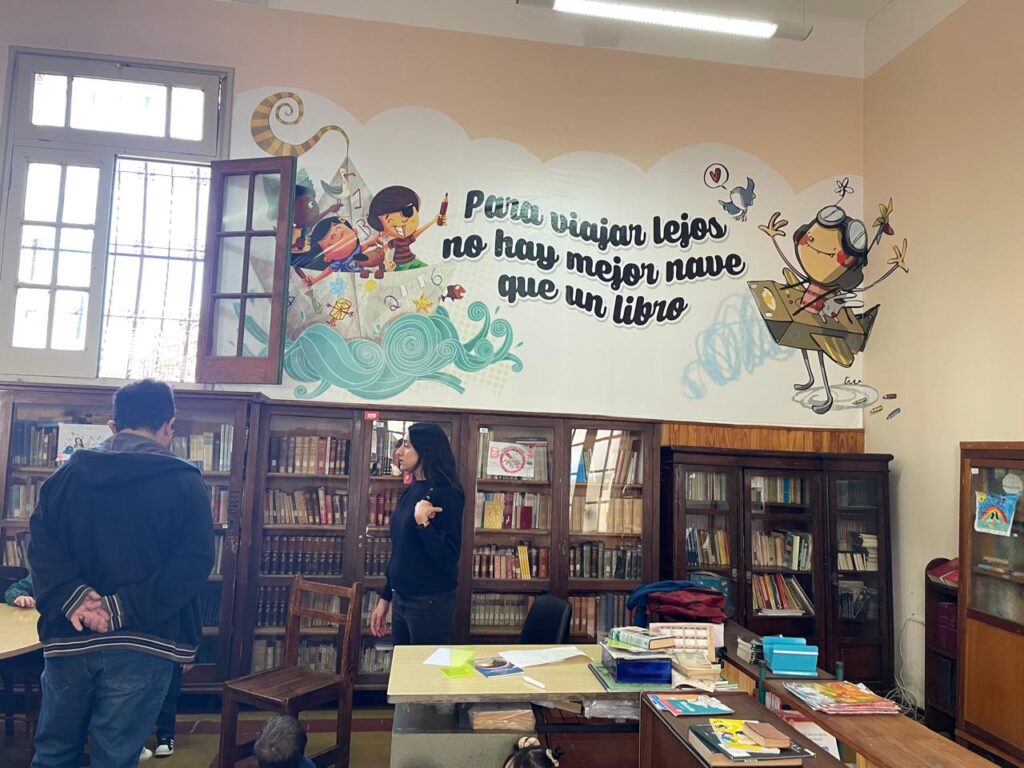 Para viajar lejos
no hay mejor nave
que un libro